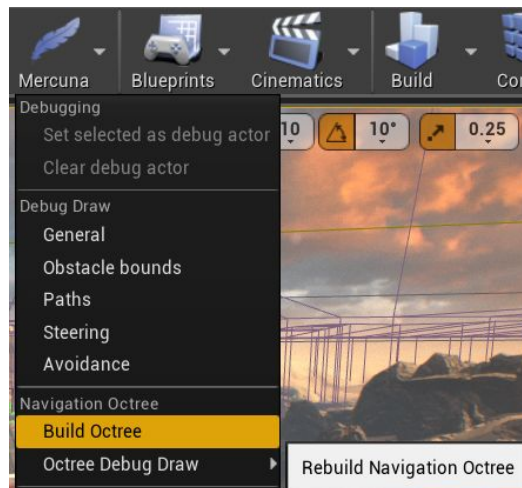 Mercuna Blueprints Cinematics Build
Debugging
Set selected as debug actor
Clear debug actor
10 10° 0.25
Debug Draw
General
Obstacle bounds
Paths
Steering
Avoidance
Navigation Octree
Build Octree
Octree Debug Draw
Rebuild Navigation Octree